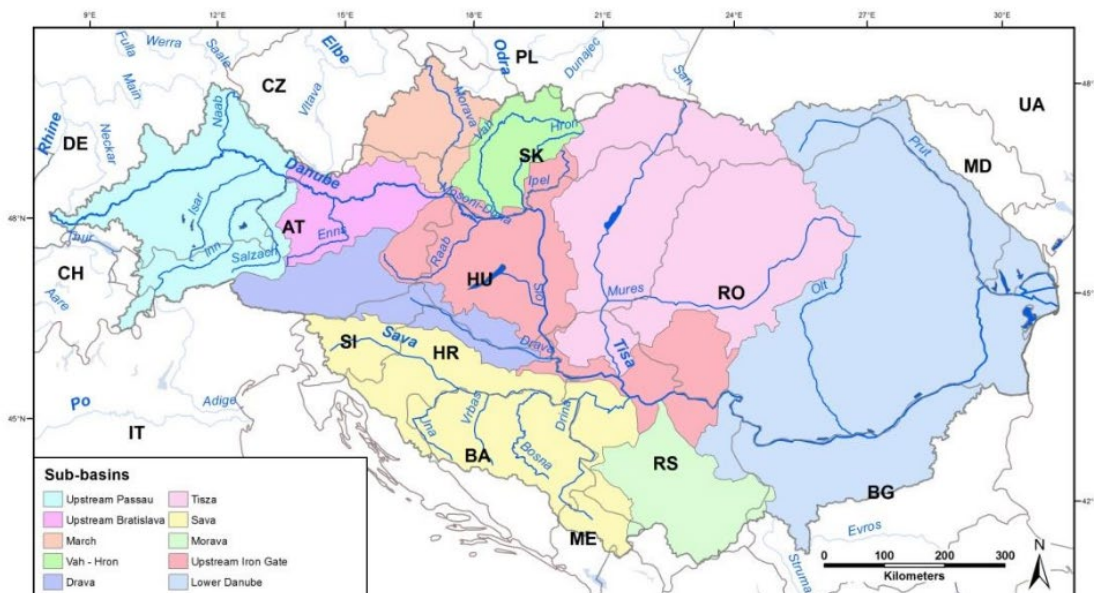 9°E 12°E 15°E 18°E 21°E 24°E 27°E 30°E
Fulla
Werra
Saale
Elbe
Odra
PL
Dunajec
San
Main
CZ
Vltava
48°N
UA
Rhine
DE
Neckar
Naab
Morava
Vah
Hron
SK
Prut
MD
Danube
Ipel
Mosoni-Duna
48°N
Isar
AT
Thur
Inn
Salzach
Enns
Raab
CH
Aare
HU
Sio
Mures
RO
Olt
45°N
SI
Sava
HR
Drava
Tisa
Po
Adige
45°N
IT
Una
Vrbas
Bosna
Drina
BA
RS
BG
ME
Evros
Struma
42°N
Sub-basins
Upstream Passau
Upstream Bratislava
March
Vah - Hron
Drava
Tisza
Sava
Morava
Upstream Iron Gate
Lower Danube
0 100 200 300
Kilometers
N